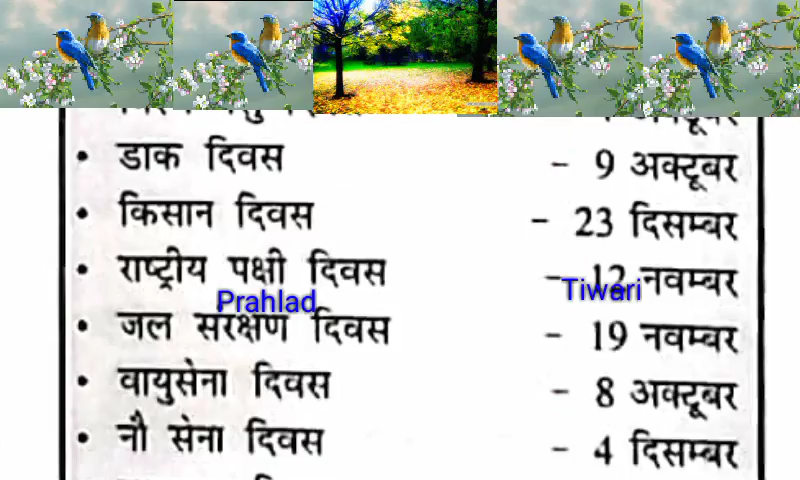 • डाक दिवस - 9 अक्टूबर
• किसान दिवस - 23 दिसम्बर
• राष्ट्रीय पक्षी दिवस - 12 नवम्बर
Prahlad Tiwari
• जल संरक्षण दिवस - 19 नवम्बर
• वायुसेना दिवस - 8 अक्टूबर
• नौ सेना दिवस - 4 दिसम्बर